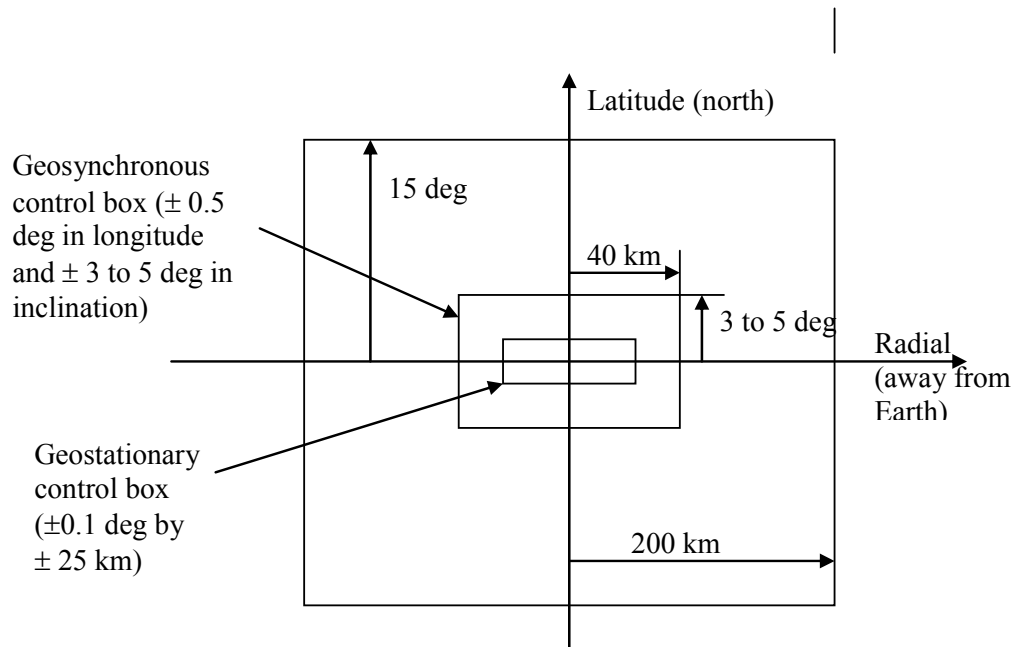 Latitude (north)
Geosynchronous
control box (± 0.5
deg in longitude
and ± 3 to 5 deg in
inclination)
15 deg
40 km
3 to 5 deg
Radial
(away from
Earth)
Geostationary
control box
(±0.1 deg by
± 25 km)
200 km